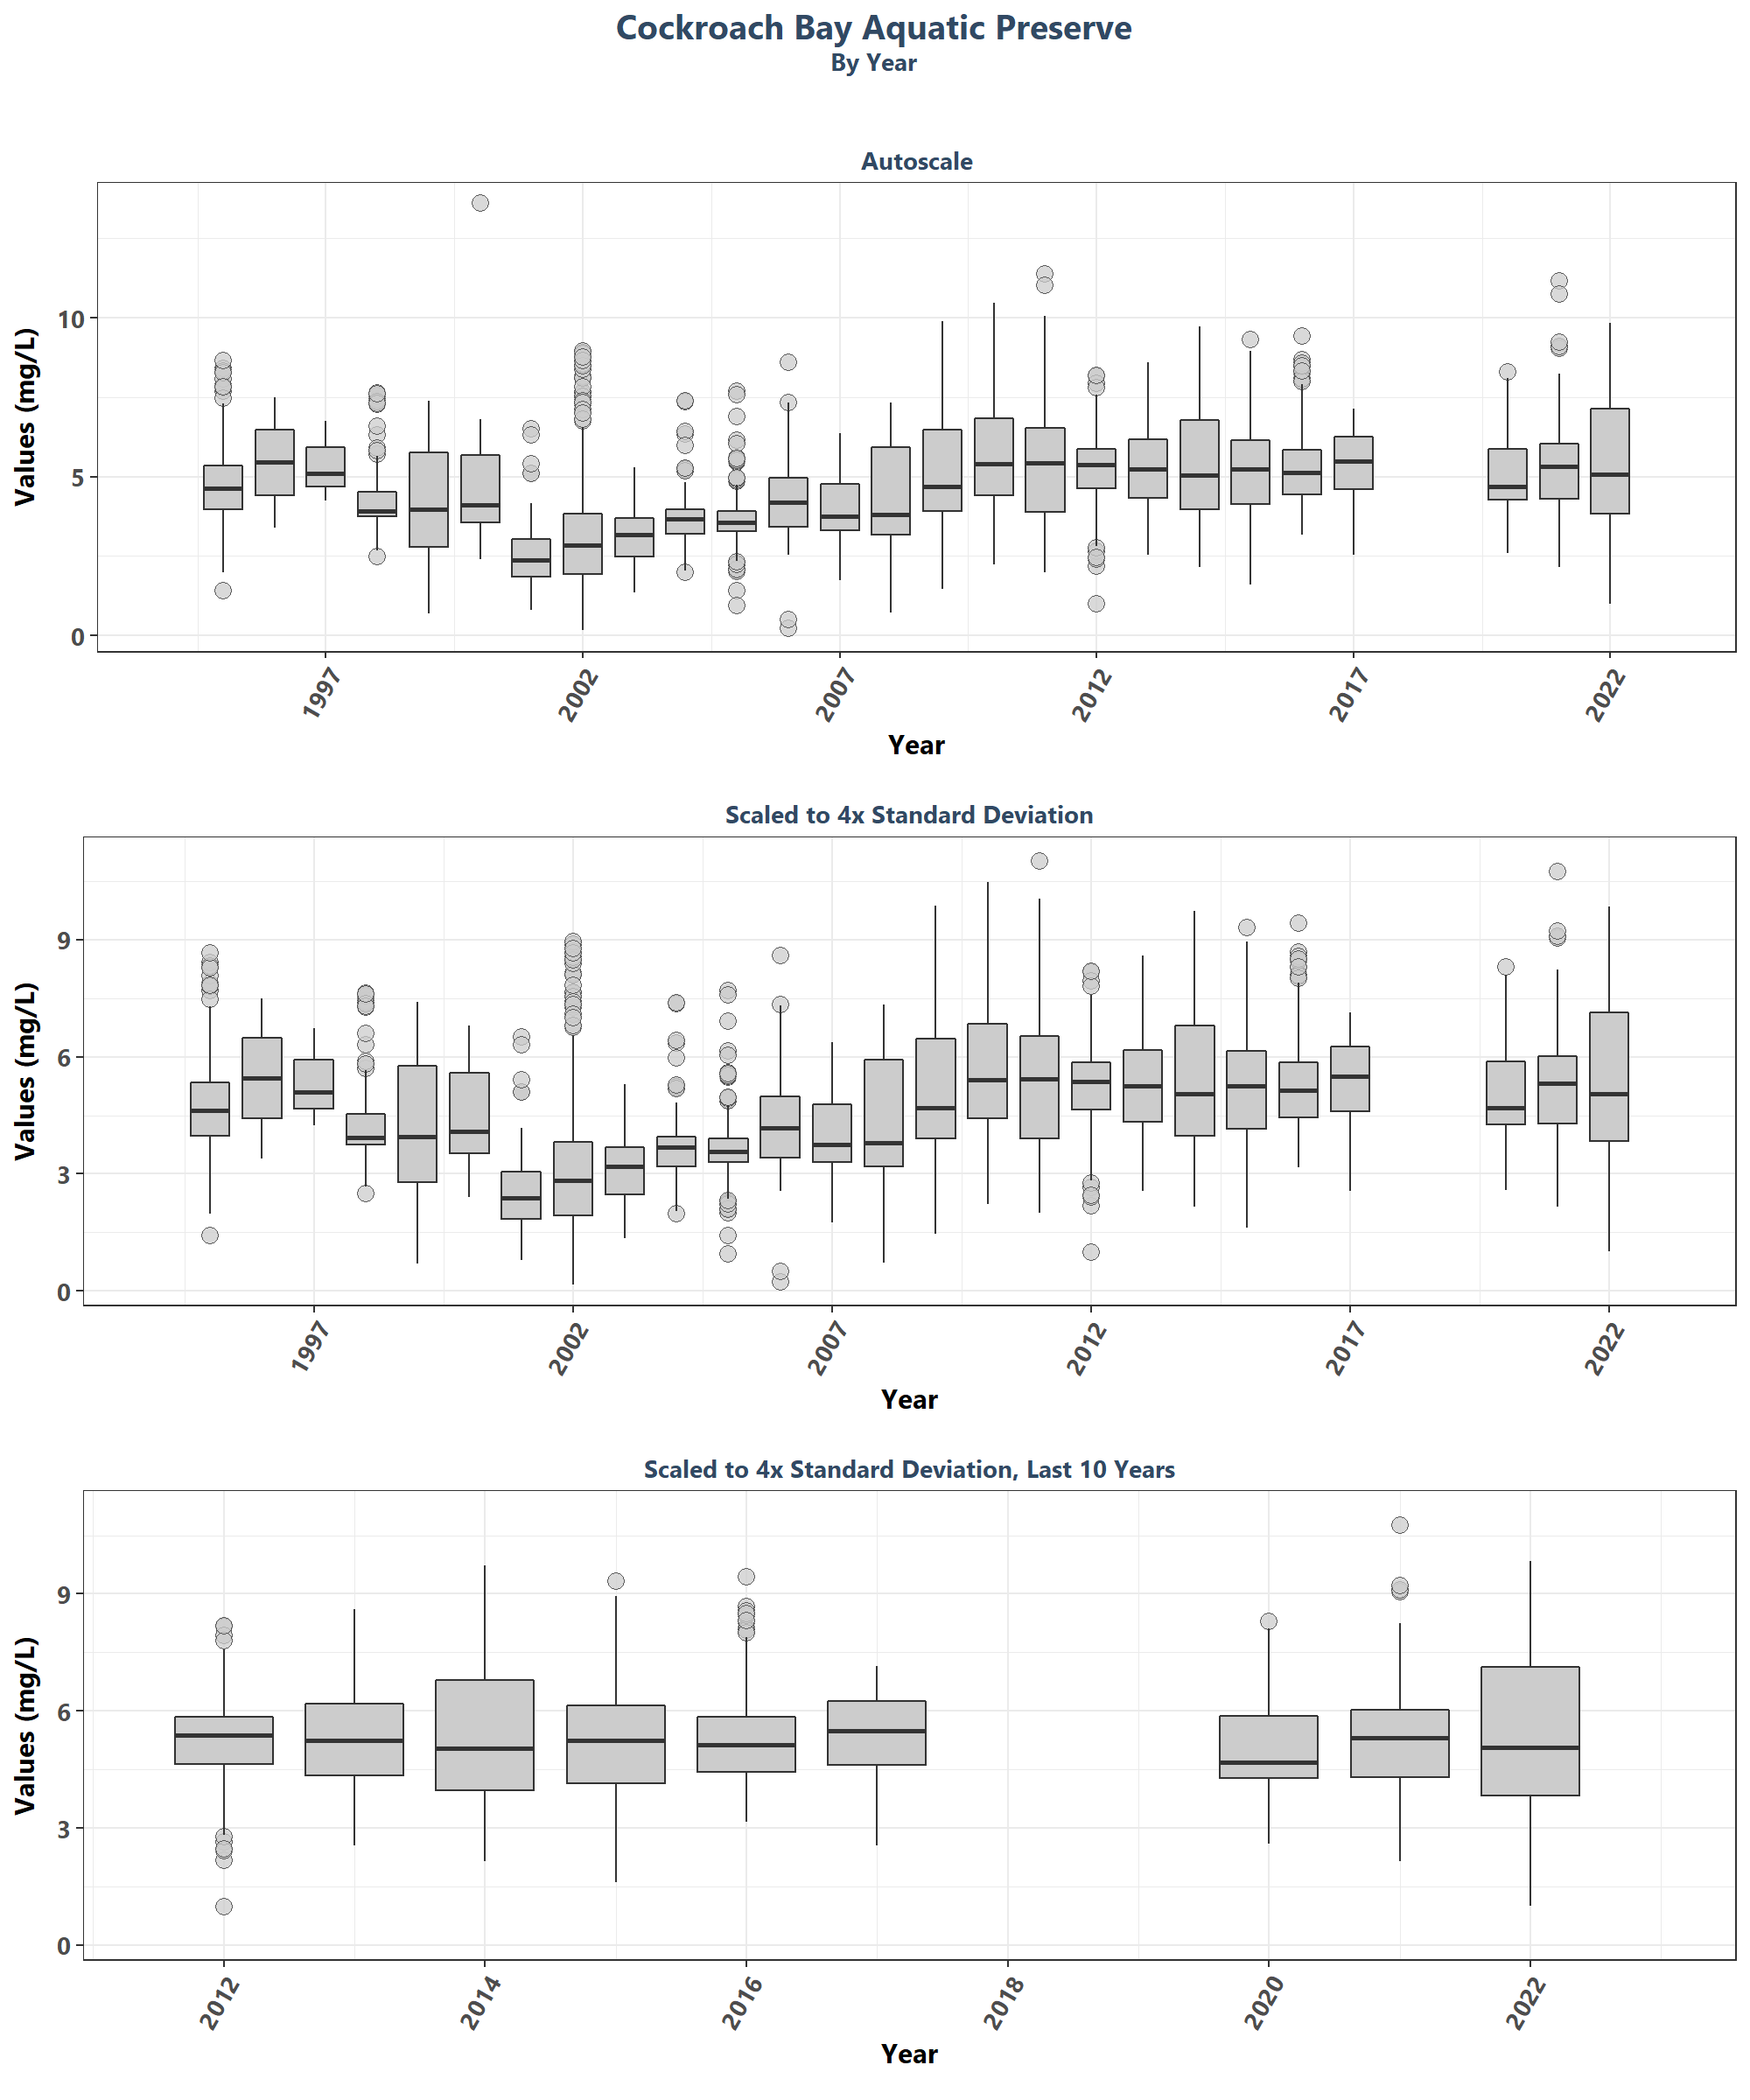 Cockroach Bay Aquatic Preserve
By Year
Autoscale
Values (mg/L)
10
5
0
1997 2002 2007 2012 2017 2022
Year
Scaled to 4x Standard Deviation
Values (mg/L)
9
6
3
0
1997 2002 2007 2012 2017 2022
Year
Scaled to 4x Standard Deviation, Last 10 Years
Values (mg/L)
9
6
3
0
2012 2014 2016 2018 2020 2022
Year